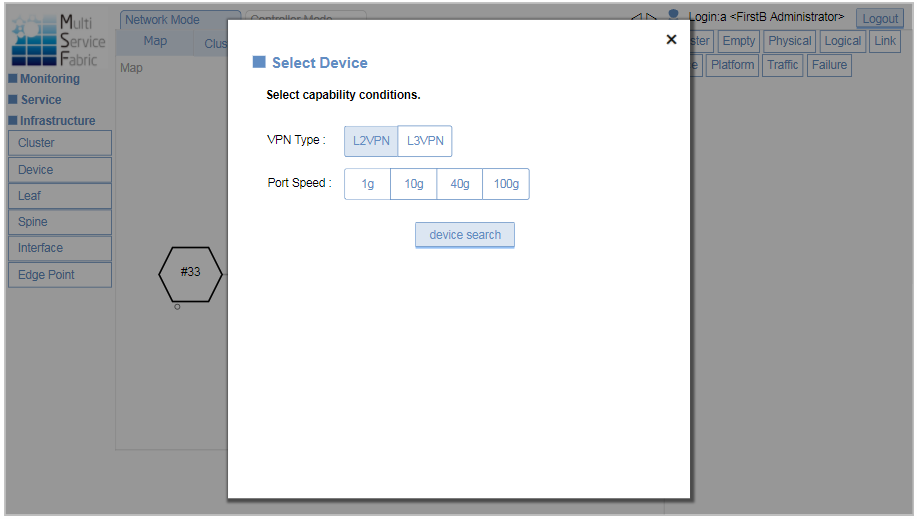 Multi
Service
Fabric
Network Mode
Controller Mode
Login:a <FirstB Administrator>
Logout
Map
Empty
Physical
Logical
Link
Platform
Traffic
Failure
Map
Monitoring
Service
Infrastructure
Cluster
Device
Leaf
Spine
Interface
Edge Point
#33
×
Select Device
Select capability conditions.
VPN Type : L2VPN L3VPN
Port Speed : 1g 10g 40g 100g
device search